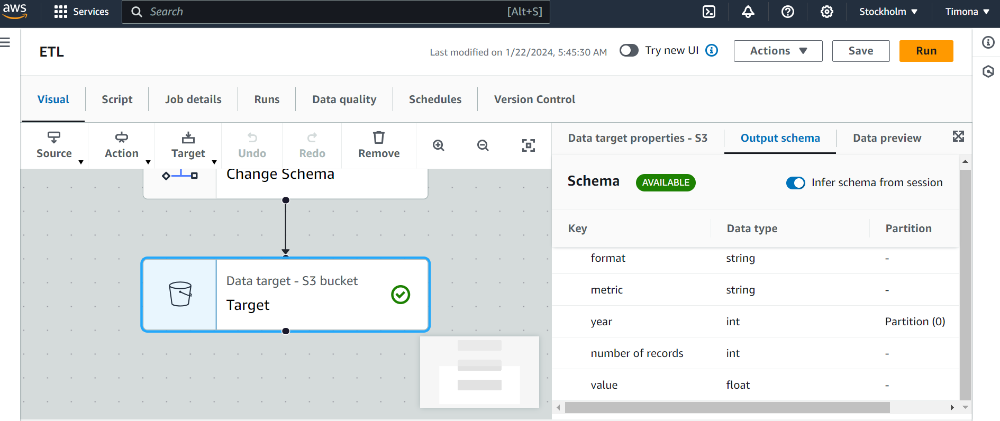 aws Services Search [Alt+S] Stockholm Timona
ETL Last modified on 1/22/2024, 5:45:30 AM Try new UI Actions Save Run
Visual Script Job details Runs Data quality Schedules Version Control
Source Action Target Undo Redo Remove
Data target properties - S3 Output schema Data preview
Change Schema
Data target - S3 bucket
Target
Schema AVAILABLE Infer schema from session
Key Data type Partition
format string -
metric string -
year int Partition (0)
number of records int -
value float -